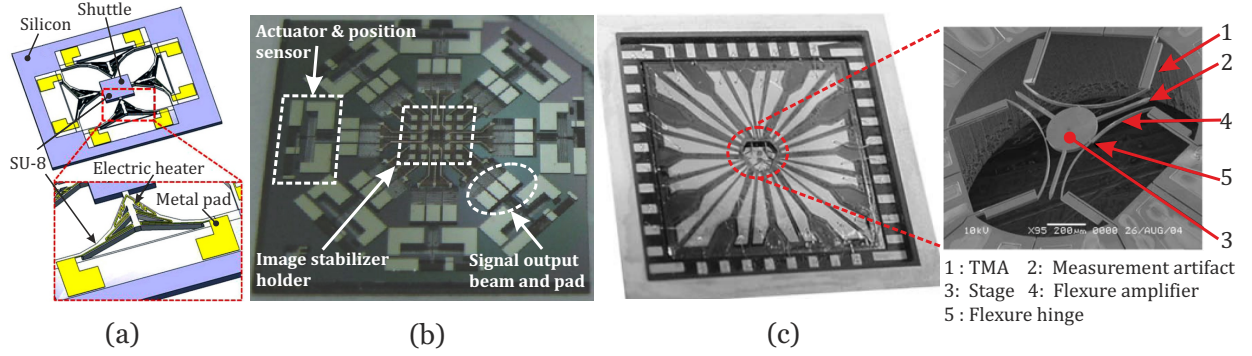 Silicon
Shuttle
SU-8
Electric heater
Metal pad
(a)
Actuator & position
sensor
Image stabilizer
holder
Signal output
beam and pad
(b)
(c)
1
2
4
5
3
10kV X95 200μm 0000 26/AUG/04
1 : TMA 2: Measurement artifact
3: Stage 4: Flexure amplifier
5 : Flexure hinge